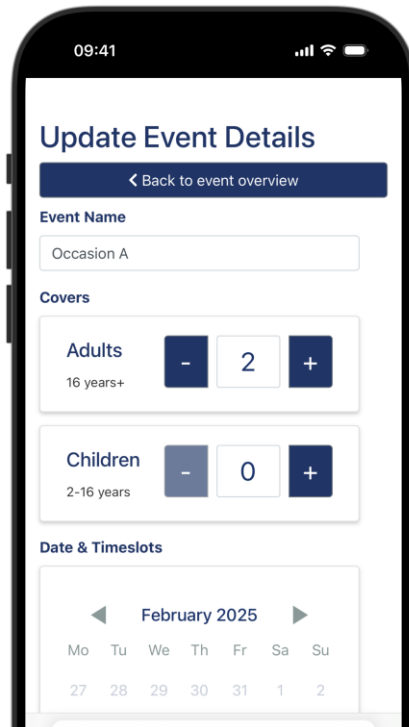 09:41
Update Event Details
Back to event overview
Event Name
Occasion A
Covers
Adults
16 years+
- 2 +
Children
2-16 years
- 0 +
Date & Timeslots
February 2025
Mo Tu We Th Fr Sa Su
27 28 29 30 31 1 2